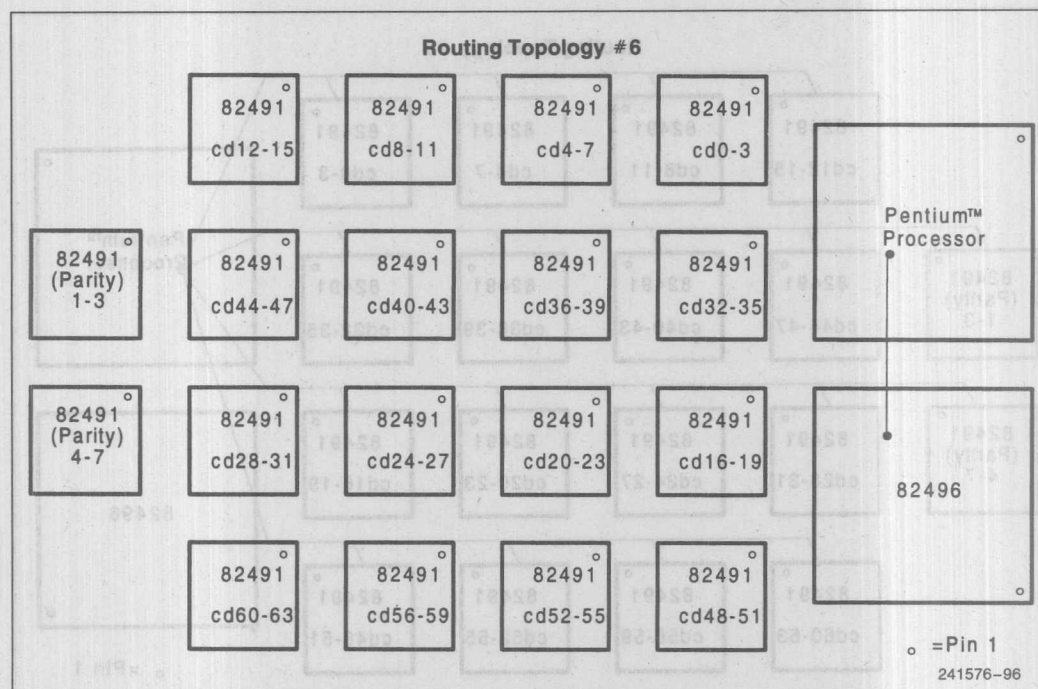 Routing Topology #6
82491 82491 82491 82491
cd12-15 cd8-11 cd4-7 cd0-3
Pentium™
Processor
82491
(Parity)
1-3
82491 82491 82491 82491
cd44-47 cd40-43 cd36-39 cd32-35
82491
(Parity)
4-7
82491 82491 82491 82491
cd28-31 cd24-27 cd20-23 cd16-19
82496
82491 82491 82491 82491
cd60-63 cd56-59 cd52-55 cd48-51
=Pin 1
241576-96